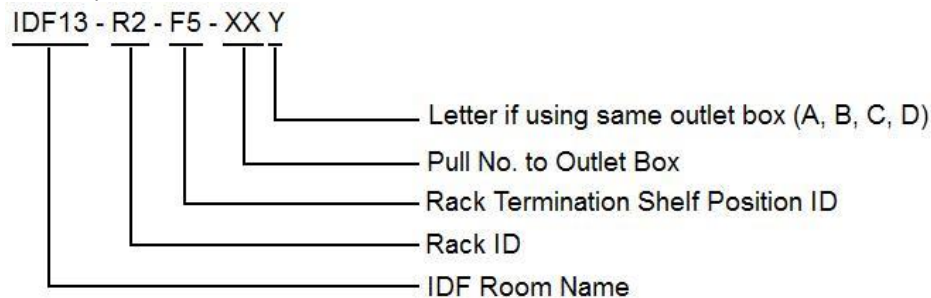 IDF13 - R2 - F5 - XX Y
Letter if using same outlet box (A, B, C, D)
Pull No. to Outlet Box
Rack Termination Shelf Position ID
Rack ID
IDF Room Name